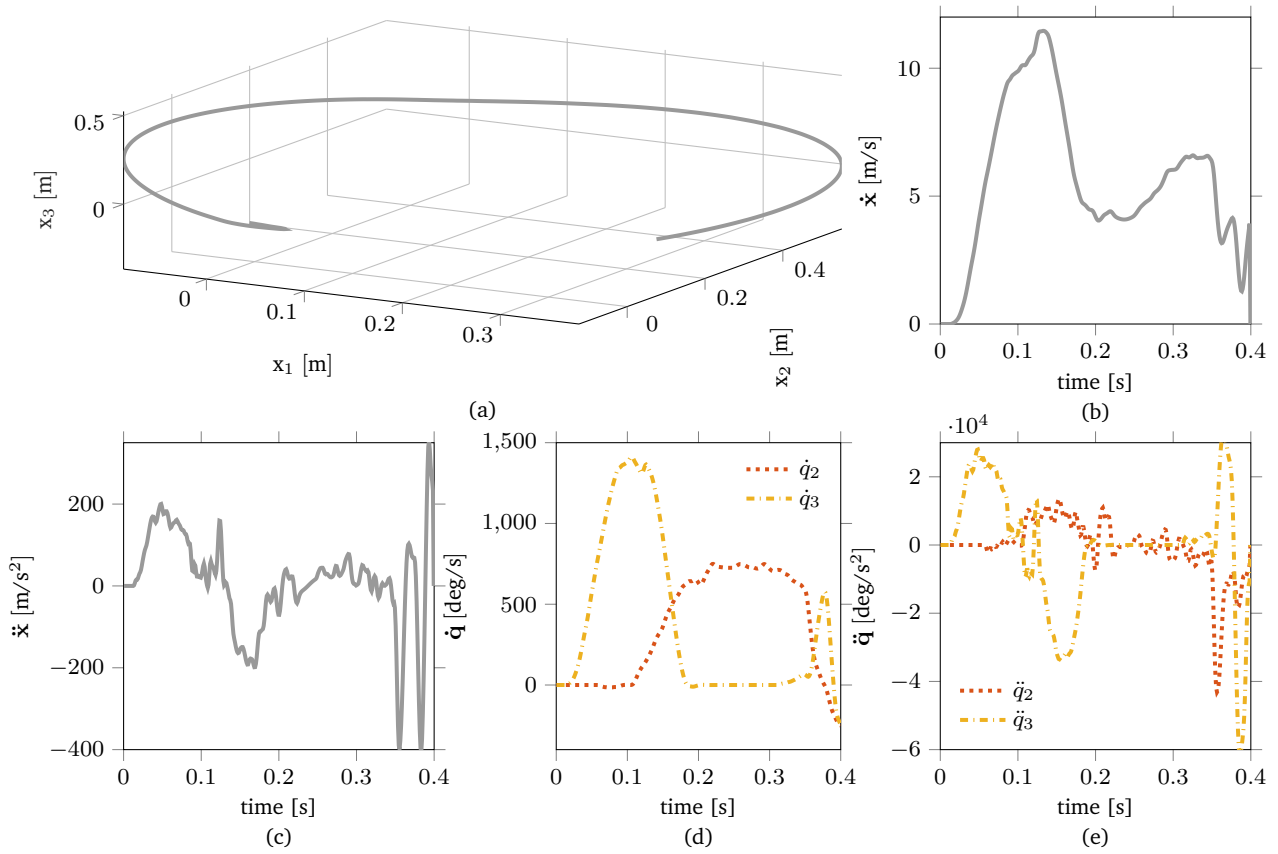 0.5
0
x₃ [m]
0
0.1
0.2
0.3
x₁ [m]
0
0.2
0.4
x₂ [m]
(a)
10
5
0
ẋ [m/s]
0 0.1 0.2 0.3 0.4
time [s]
(b)
200
0
−200
−400
ẍ [m/s²]
0 0.1 0.2 0.3 0.4
time [s]
(c)
1,500
1,000
500
0
q̇ [deg/s]
q̇₂
q̇₃
0 0.1 0.2 0.3 0.4
time [s]
(d)
·10⁴
2
0
−2
−4
−6
q̈ [deg/s²]
q̈₂
q̈₃
0 0.1 0.2 0.3 0.4
time [s]
(e)